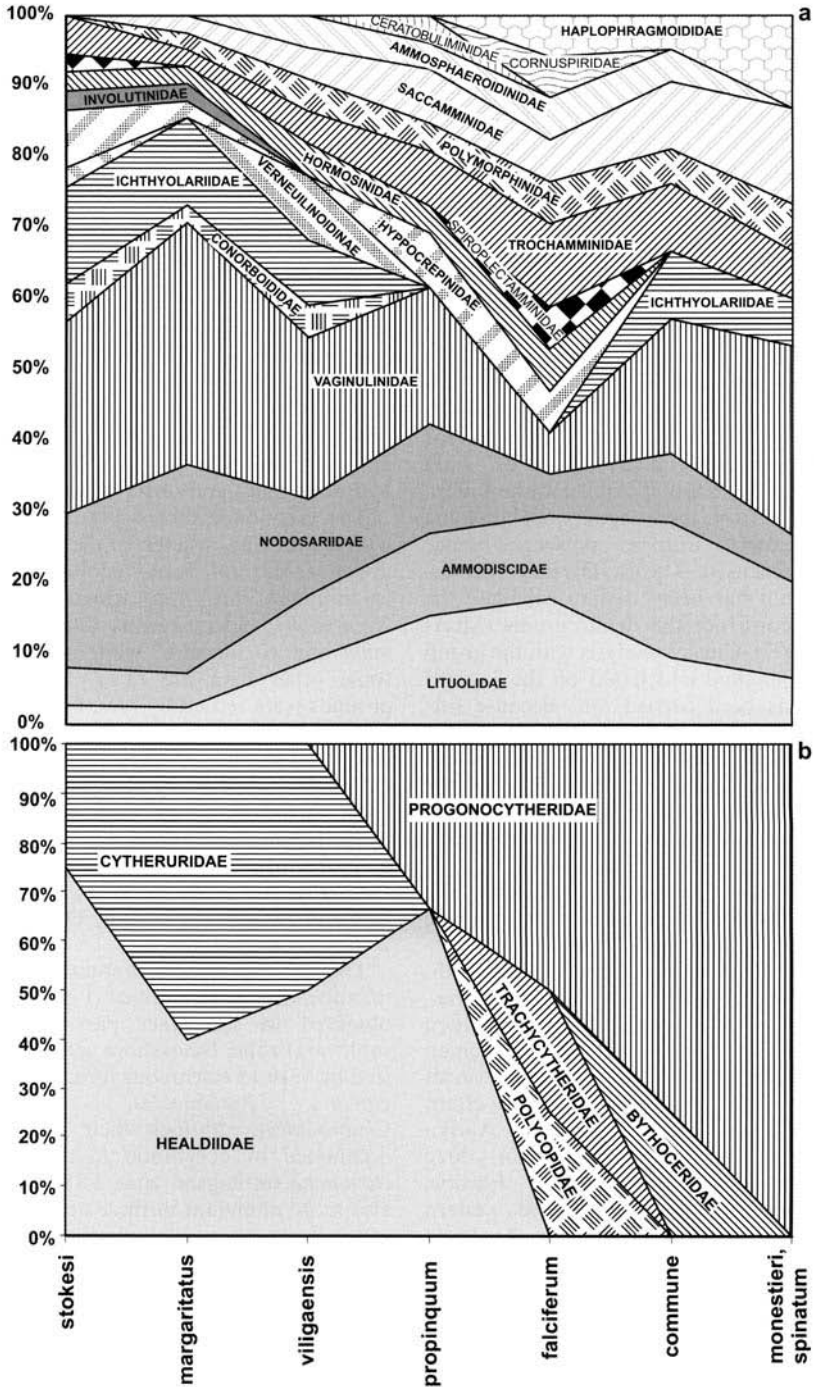 100%
a
90%
80%
70%
60%
50%
40%
30%
20%
10%
0%
CERATOBULIMINIDAE
HAPLOPHRAGMOIDIDAE
AMMOSPHAEROIDINIDAE
CORNUSPIRIDAE
SACCAMMINIDAE
INVOLUTINIDAE
POLYMORPHINIDAE
HORMOSINIDAE
VERNEUILINOIDINAE
ICHTHYOLARIIDAE
CONORBOIDIDAE
HYPPOCREPINIDAE
SPIROPLECTAMMINIDAE
TROCHAMMINIDAE
ICHTHYOLARIIDAE
VAGINULINIDAE
NODOSARIIDAE
AMMODISCIDAE
LITUOLIDAE
100%
b
90%
80%
70%
60%
50%
40%
30%
20%
10%
0%
PROGONOCYTHERIDAE
CYTHERURIDAE
TRACHYCYTHERIDAE
POLYCOPIDAE
BYTHOCERIDAE
HEALDIIDAE
stokesi
margaritatus
viligaensis
propinquum
falciferum
commune
monestieri,
spinatum